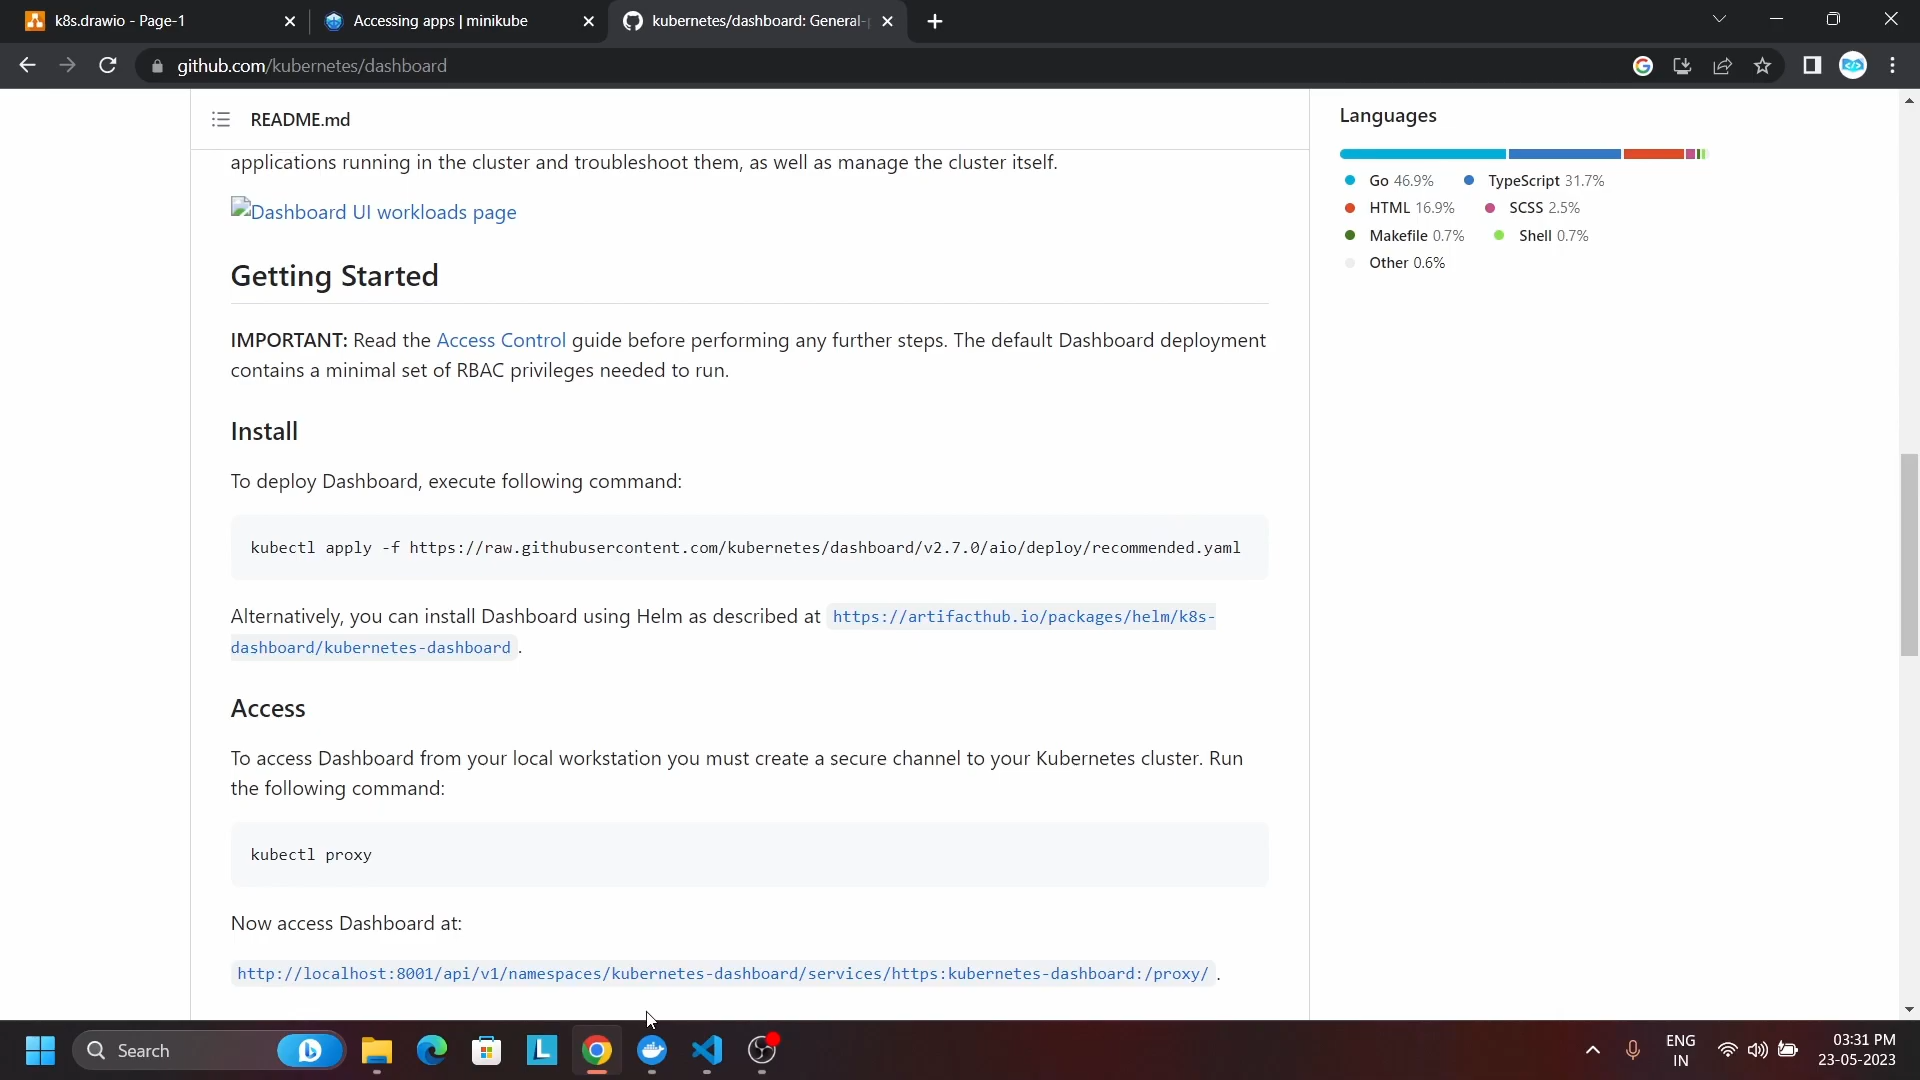 k8s.drawio - Page-1
Accessing apps | minikube
kubernetes/dashboard: General-
github.com/kubernetes/dashboard
README.md
applications running in the cluster and troubleshoot them, as well as manage the cluster itself.
Dashboard UI workloads page
Getting Started
IMPORTANT: Read the Access Control guide before performing any further steps. The default Dashboard deployment
contains a minimal set of RBAC privileges needed to run.
Install
To deploy Dashboard, execute following command:
kubectl apply -f https://raw.githubusercontent.com/kubernetes/dashboard/v2.7.0/aio/deploy/recommended.yaml
Alternatively, you can install Dashboard using Helm as described at https://artifacthub.io/packages/helm/k8s-
dashboard/kubernetes-dashboard .
Access
To access Dashboard from your local workstation you must create a secure channel to your Kubernetes cluster. Run
the following command:
kubectl proxy
Now access Dashboard at:
http://localhost:8001/api/v1/namespaces/kubernetes-dashboard/services/https:kubernetes-dashboard:/proxy/ .
Languages
Go 46.9% TypeScript 31.7%
HTML 16.9% SCSS 2.5%
Makefile 0.7% Shell 0.7%
Other 0.6%
Search
L
ENG
IN
03:31 PM
23-05-2023